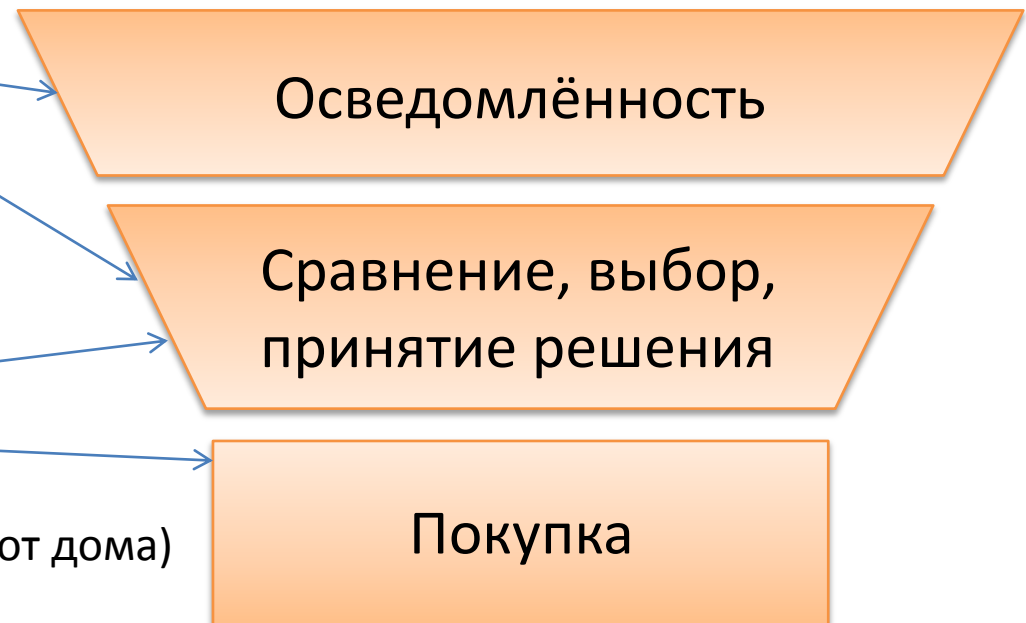 Осведомлённость
Сравнение, выбор,
принятие решения
Покупка
от дома)